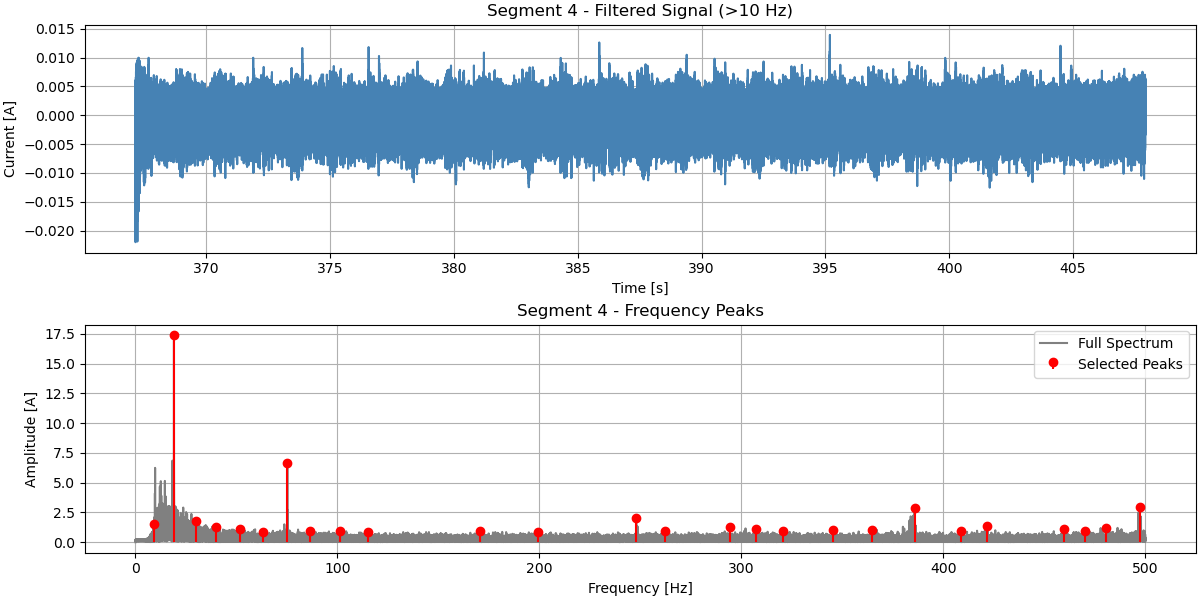 Segment 4 - Filtered Signal (>10 Hz)
0.015
0.010
0.005
0.000
−0.005
−0.010
−0.015
−0.020
Current [A]
370 375 380 385 390 395 400 405
Time [s]
Segment 4 - Frequency Peaks
17.5
15.0
12.5
10.0
7.5
5.0
2.5
0.0
Amplitude [A]
Full Spectrum
Selected Peaks
0 100 200 300 400 500
Frequency [Hz]